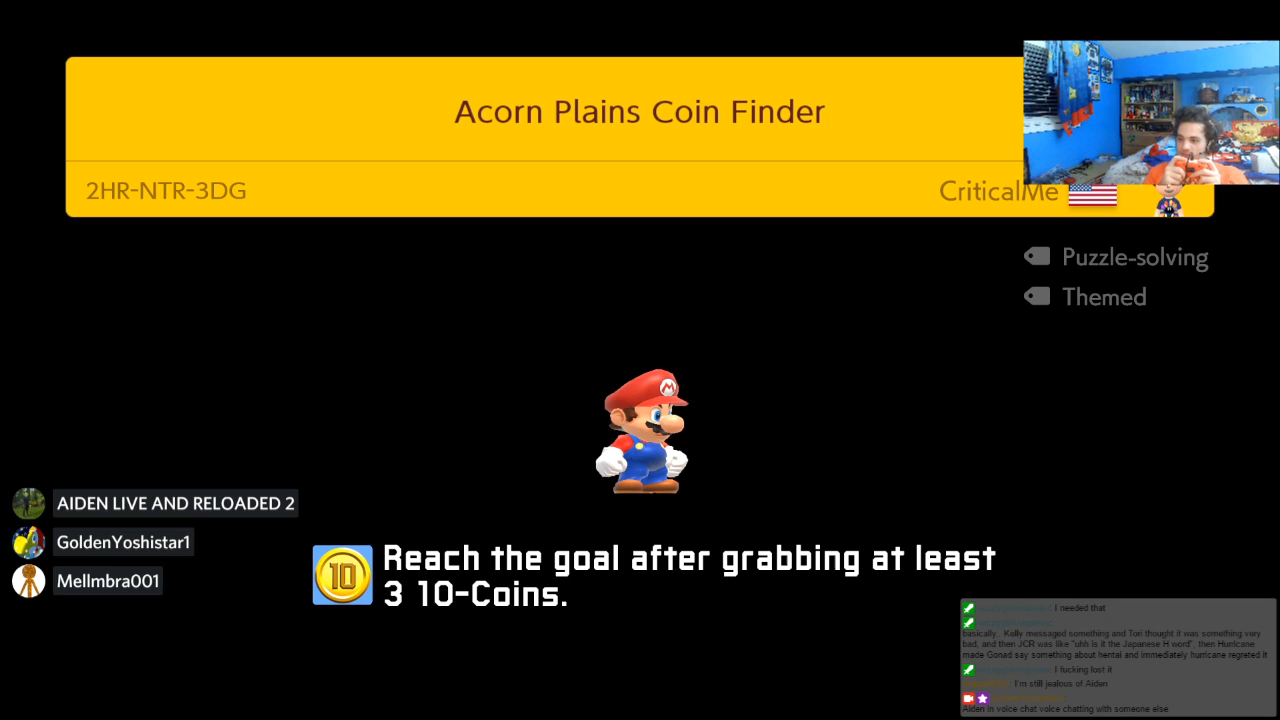 Acorn Plains Coin Finder
2HR-NTR-3DG
CriticalMe
Puzzle-solving
Themed
M
AIDEN LIVE AND RELOADED 2
GoldenYoshistar1
MelImbra001
10
Reach the goal after grabbing at least
3 10-Coins.
: I needed that
basically . Kelly messaged something and Tori thought it was something very
bad, and then JCR was like "uhh is it the Japanese H word", then Hurricane
made Gonad say something about hentai and immediately hurricane regretted it
: I fucking lost it
: I'm still jealous of Aiden
Aiden in voice chat voice chatting with someone else